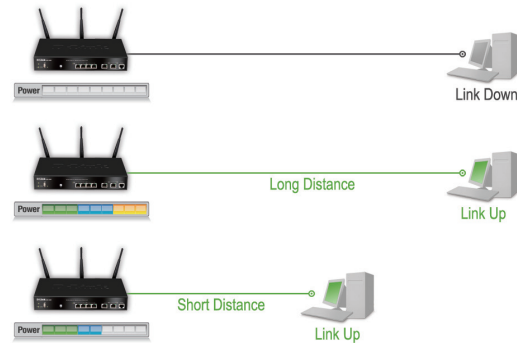 Power
Link Down
Long Distance
Power
Link Up
Short Distance
Power
Link Up